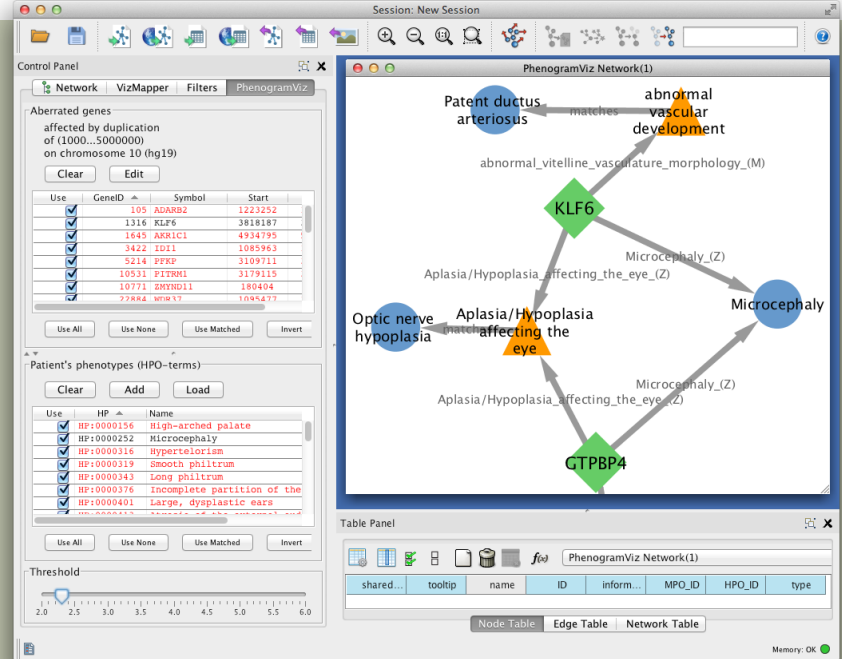 Session: New Session
Control Panel
Network VizMapper Filters PhenogramViz
Aberrated genes
affected by duplication
of (1000...5000000)
on chromosome 10 (hg19)
Clear Edit
Use GeneID Symbol Start
105 ADARB2 1223252
1316 KLF6 3818187
1645 AKR1C1 4934795
3422 IDI1 1085963
5214 PFKP 3109711
10531 PITRM1 3179115
10771 ZMYND11 180404
22884 WDR37 1095477
Use All Use None Use Matched Invert
Patient's phenotypes (HPO-terms)
Clear Add Load
Use HP Name
HP:0000156 High-arched palate
HP:0000252 Microcephaly
HP:0000316 Hypertelorism
HP:0000319 Smooth philtrum
HP:0000343 Long philtrum
HP:0000376 Incomplete partition of the
HP:0000401 Large, dysplastic ears
Use All Use None Use Matched Invert
Threshold
2.0 2.5 3.0 3.5 4.0 4.5 5.0 5.5 6.0
PhenogramViz Network(1)
Patent ductus
arteriosus
matches
abnormal
vascular
development
abnormal_vitelline_vasculature_morphology_(M)
KLF6
Microcephaly_(Z)
Aplasia/Hypoplasia_affecting_the_eye_(Z)
Microcephaly
Optic nerve
hypoplasia
matches
Aplasia/Hypoplasia
affecting the
eye
Microcephaly_(Z)
Aplasia/Hypoplasia_affecting_the_eye_(Z)
GTPBP4
Table Panel
f(x) PhenogramViz Network(1)
shared... tooltip name ID inform... MPO_ID HPO_ID type
Node Table Edge Table Network Table
Memory: OK